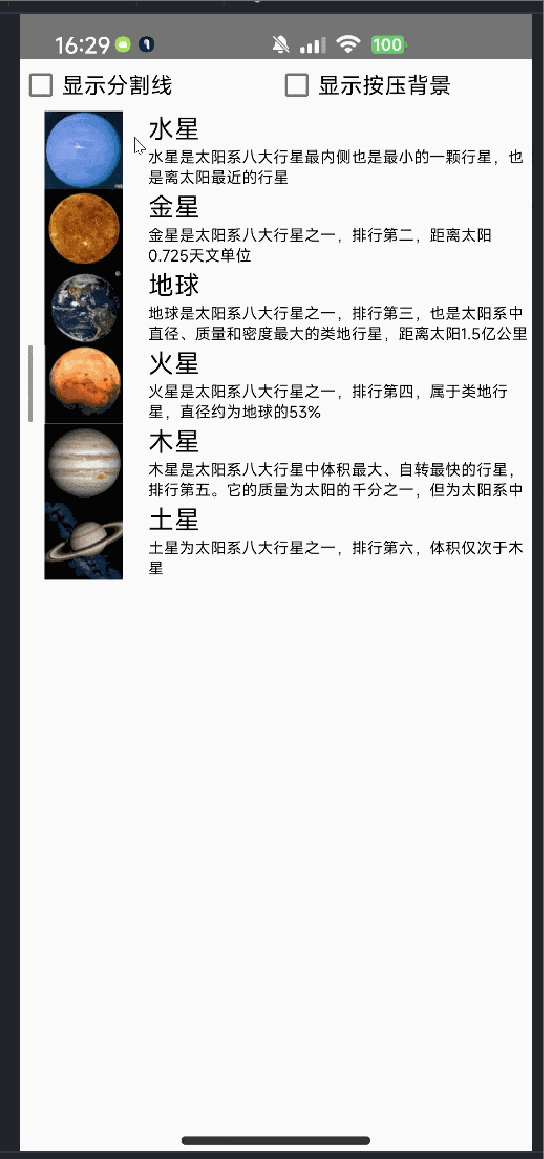 16:29
100
显示分割线
显示按压背景
水星
水星是太阳系八大行星最内侧也是最小的一颗行星，也
是离太阳最近的行星
金星
金星是太阳系八大行星之一，排行第二，距离太阳
0.725天文单位
地球
地球是太阳系八大行星之一，排行第三，也是太阳系中
直径、质量和密度最大的类地行星，距离太阳1.5亿公里
火星
火星是太阳系八大行星之一，排行第四，属于类地行
星，直径约为地球的53%
木星
木星是太阳系八大行星中体积最大、自转最快的行星，
排行第五。它的质量为太阳的千分之一，但为太阳系中
土星
土星为太阳系八大行星之一，排行第六，体积仅次于木
星